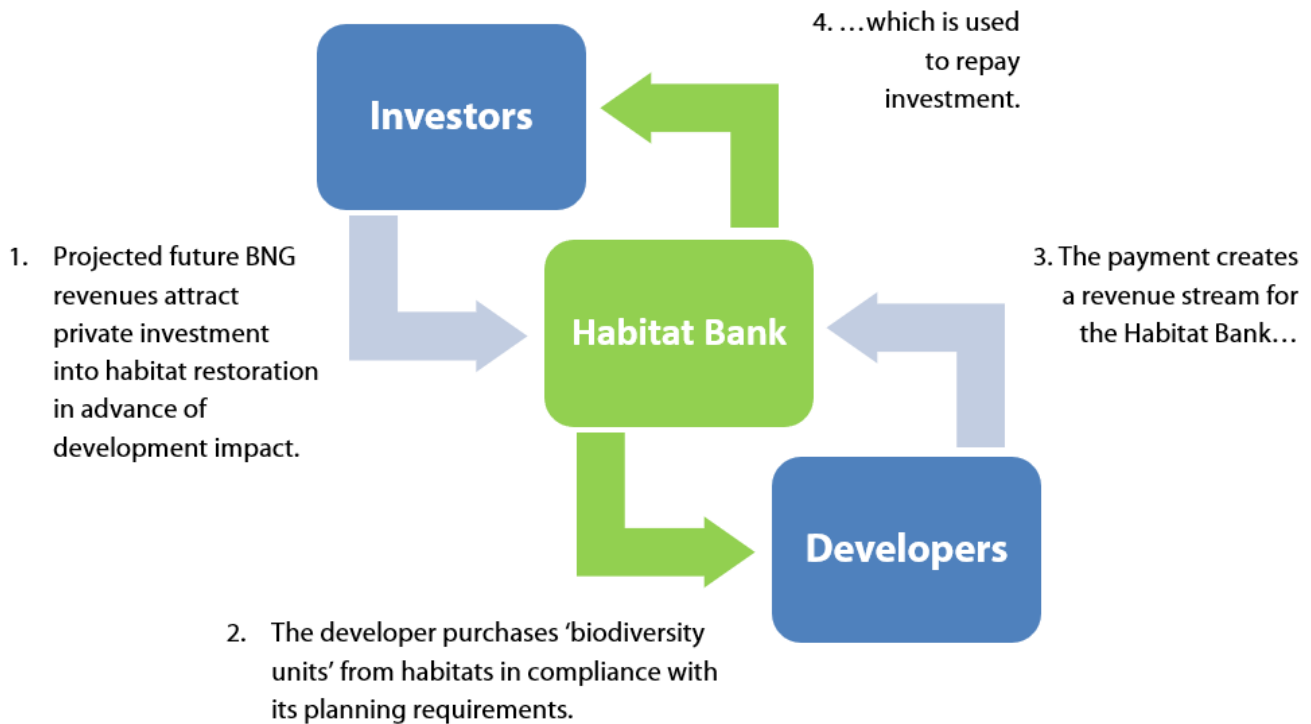 4. …which is used
to repay
investment.
Investors
1. Projected future BNG
revenues attract
private investment
into habitat restoration
in advance of
development impact.
Habitat Bank
3. The payment creates
a revenue stream for
the Habitat Bank…
Developers
2. The developer purchases ‘biodiversity
units’ from habitats in compliance with
its planning requirements.